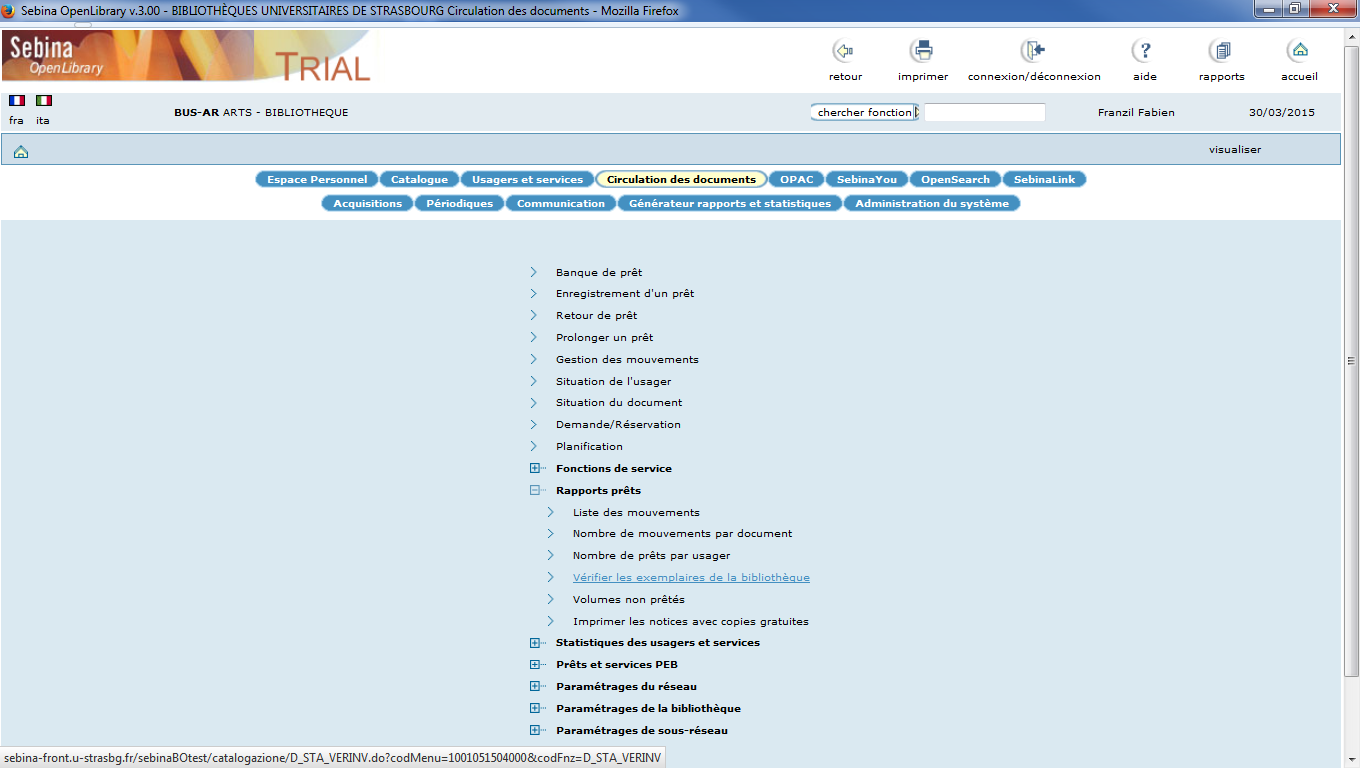 Sebina OpenLibrary v.3.00 - BIBLIOTHÈQUES UNIVERSITAIRES DE STRASBOURG Circulation des documents - Mozilla Firefox
Sebina
OpenLibrary
TRIAL
retour
imprimer
connexion/déconnexion
aide
rapports
accueil
fra ita
BUS-AR ARTS - BIBLIOTHEQUE
chercher fonction
Franzil Fabien
30/03/2015
visualiser
Espace Personnel Catalogue Usagers et services Circulation des documents OPAC SebinaYou OpenSearch SebinaLink
Acquisitions Périodiques Communication Générateur rapports et statistiques Administration du système
Banque de prêt
Enregistrement d'un prêt
Retour de prêt
Prolonger un prêt
Gestion des mouvements
Situation de l'usager
Situation du document
Demande/Réservation
Planification
Fonctions de service
Rapports prêts
Liste des mouvements
Nombre de mouvements par document
Nombre de prêts par usager
Vérifier les exemplaires de la bibliothèque
Volumes non prêtés
Imprimer les notices avec copies gratuites
Statistiques des usagers et services
Prêts et services PEB
Paramétrages du réseau
Paramétrages de la bibliothèque
Paramétrages de sous-réseau
sebina-front.u-strasbg.fr/sebinaBOtest/catalogazione/D_STA_VERINV.do?codMenu=1001051504000&codFnz=D_STA_VERINV